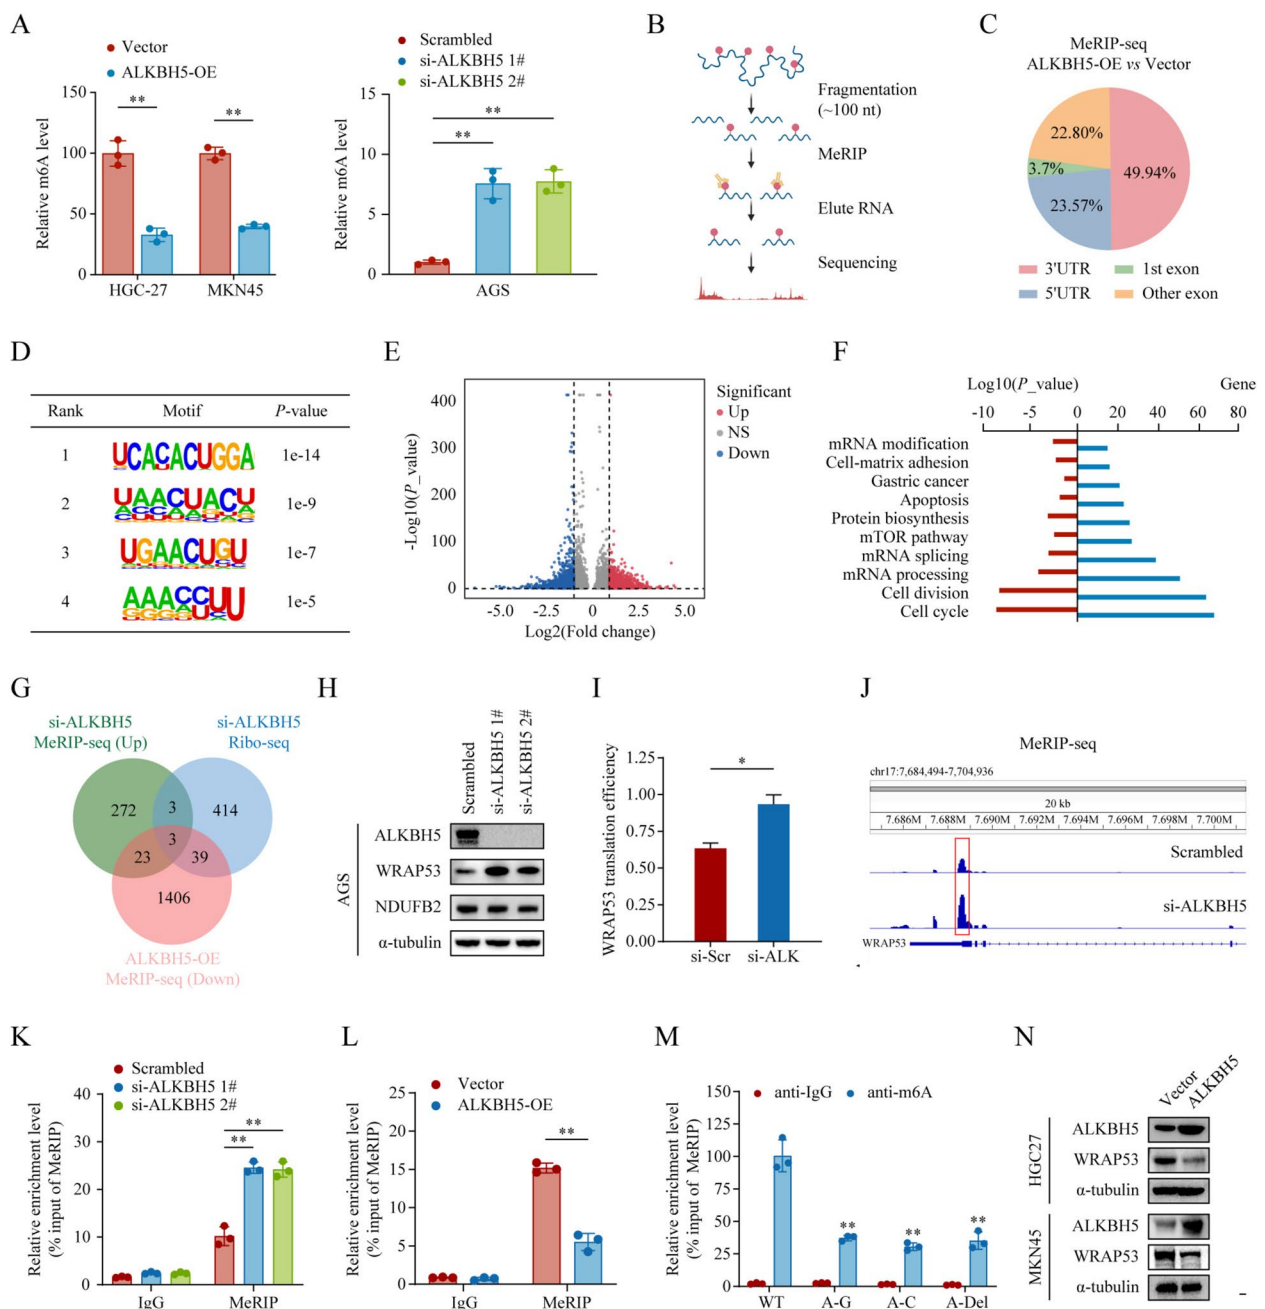 A
Vector
ALKBH5-OE
Relative m6A level
150
100
50
0
**
**
HGC-27
MKN45
Scrambled
si-ALKBH5 1#
si-ALKBH5 2#
Relative m6A level
15
10
5
0
**
**
AGS
B
Fragmentation
(~100 nt)
MeRIP
Elute RNA
Sequencing
C
MeRIP-seq
ALKBH5-OE vs Vector
22.80%
3.7%
49.94%
23.57%
3'UTR
1st exon
5'UTR
Other exon
D
Rank Motif P-value
1 UCACACUGGA 1e-14
2 UAACUACU 1e-9
3 UGAACUGU 1e-7
4 AAACCUU 1e-5
E
-Log10(P_value)
400
300
200
100
0
-5.0 -2.5 0 2.5 5.0
Log2(Fold change)
Significant
Up
NS
Down
F
Log10(P_value) Gene
-10 -5 0 20 40 60 80
mRNA modification
Cell-matrix adhesion
Gastric cancer
Apoptosis
Protein biosynthesis
mTOR pathway
mRNA splicing
mRNA processing
Cell division
Cell cycle
G
si-ALKBH5
MeRIP-seq (Up)
si-ALKBH5
Ribo-seq
272
3
414
3
23
39
1406
ALKBH5-OE
MeRIP-seq (Down)
H
Scrambled
si-ALKBH5 1#
si-ALKBH5 2#
ALKBH5
WRAP53
NDUFB2
α-tubulin
AGS
I
WRAP53 translation efficiency
1.25
1.00
0.75
0.50
0.25
0.00
*
si-Scr
si-ALK
J
MeRIP-seq
chr17:7,684,494-7,704,936
20 kb
7.686M 7.688M 7.690M 7.692M 7.694M 7.696M 7.698M 7.700M
Scrambled
si-ALKBH5
WRAP53
K
Scrambled
si-ALKBH5 1#
si-ALKBH5 2#
Relative enrichment level
(% input of MeRIP)
40
30
20
10
0
**
**
IgG
MeRIP
L
Vector
ALKBH5-OE
Relative enrichment level
(% input of MeRIP)
25
20
15
10
5
0
**
IgG
MeRIP
M
anti-IgG
anti-m6A
Relative enrichment level
(% input of MeRIP)
150
125
100
75
50
25
0
**
**
**
WT
A-G
A-C
A-Del
N
Vector
ALKBH5
HGC27
ALKBH5
WRAP53
α-tubulin
MKN45
ALKBH5
WRAP53
α-tubulin